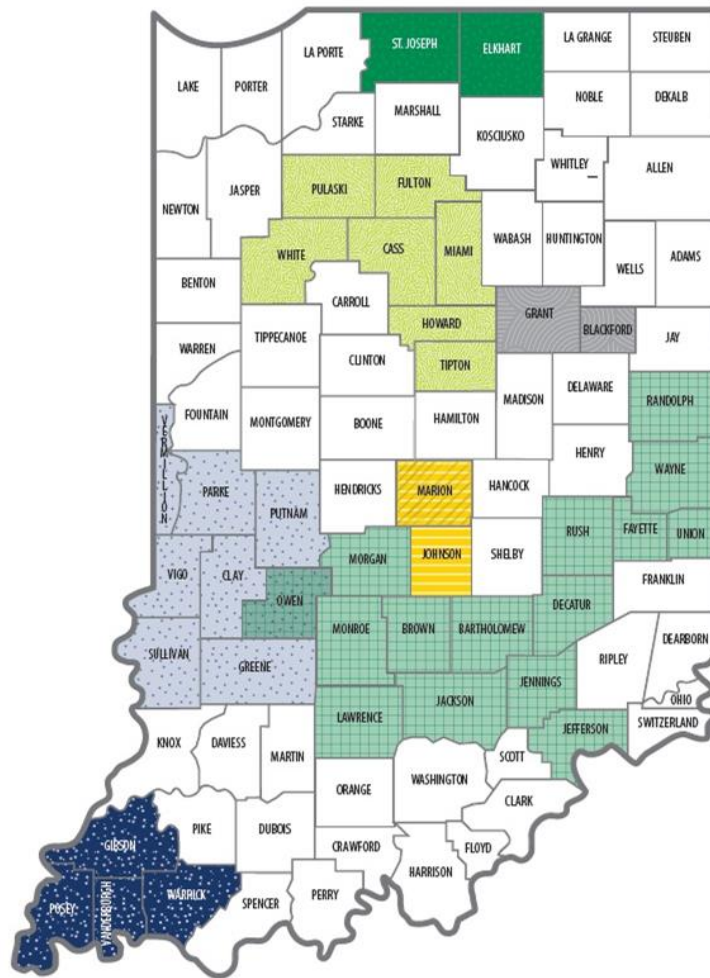 ST. JOSEPH
ELKHART
LA GRANGE
STEUBEN
LA PORTE
LAKE
PORTER
NOBLE
DEKALB
MARSHALL
STARKE
KOSCIUSKO
WHITLEY
ALLEN
PULASKI
FULTON
JASPER
NEWTON
WHITE
CASS
MIAMI
WABASH
HUNTINGTON
WELLS
ADAMS
BENTON
CARROLL
GRANT
BLACKFORD
HOWARD
JAY
TIPPECANOE
WARREN
CLINTON
TIPTON
DELAWARE
MADISON
RANDOLPH
FOUNTAIN
MONTGOMERY
BOONE
HAMILTON
VERMILLION
HENRY
WAYNE
PARKE
HENDRICKS
MARION
HANCOCK
PUTNAM
RUSH
FAYETTE
UNION
MORGAN
JOHNSON
SHELBY
VIGO
CLAY
FRANKLIN
OWEN
DECATUR
MONROE
BROWN
BARTHOLOMEW
SULLIVAN
GREENE
RIPLEY
DEARBORN
JENNINGS
OHIO
LAWRENCE
JACKSON
SWITZERLAND
JEFFERSON
KNOX
DAVIESS
MARTIN
SCOTT
WASHINGTON
ORANGE
CLARK
PIKE
DUBOIS
GIBSON
CRAWFORD
FLOYD
HARRISON
WARRICK
POSEY
VANDERBURGH
PERRY
SPENCER